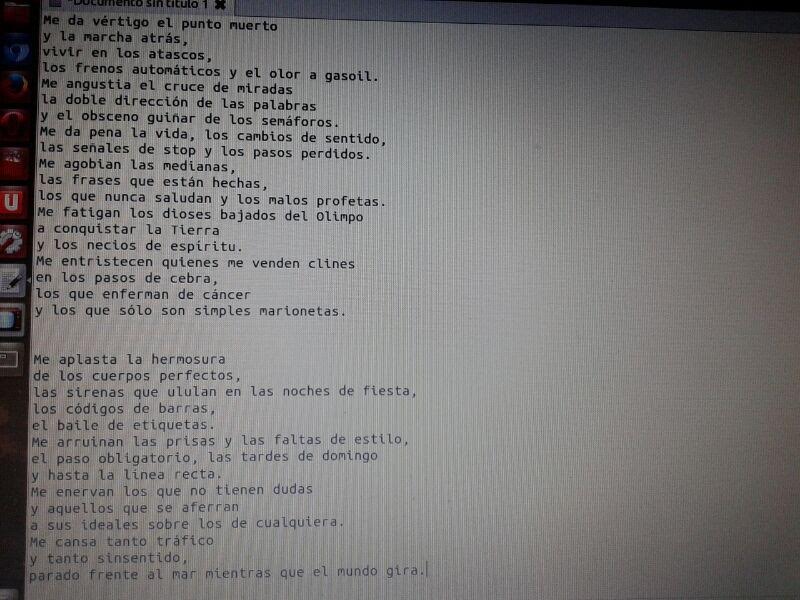 *Documento sin título 1 ✖
Me da vértigo el punto muerto
y la marcha atrás,
vivir en los atascos,
los frenos automáticos y el olor a gasoil.
Me angustia el cruce de miradas
la doble dirección de las palabras
y el obsceno guiñar de los semáforos.
Me da pena la vida, los cambios de sentido,
las señales de stop y los pasos perdidos.
Me agobian las medianas,
las frases que están hechas,
los que nunca saludan y los malos profetas.
Me fatigan los dioses bajados del Olimpo
a conquistar la Tierra
y los necios de espíritu.
Me entristecen quienes me venden clines
en los pasos de cebra,
los que enferman de cáncer
y los que sólo son simples marionetas.
Me aplasta la hermosura
de los cuerpos perfectos,
las sirenas que ululan en las noches de fiesta,
los códigos de barras,
el baile de etiquetas.
Me arruinan las prisas y las faltas de estilo,
el paso obligatorio, las tardes de domingo
y hasta la línea recta.
Me enervan los que no tienen dudas
y aquellos que se aferran
a sus ideales sobre los de cualquiera.
Me cansa tanto tráfico
y tanto sinsentido,
parado frente al mar mientras que el mundo gira.